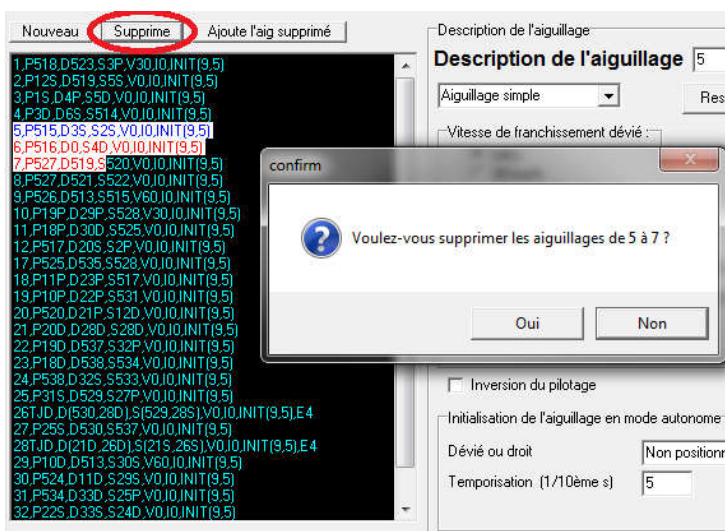 Nouveau Supprime Ajoute l'aig supprimé
1,P518,D523,S3P,V30,I0,INIT(9,5)
2,P12S,D519,S5S,V0,I0,INIT(9,5)
3,P1S,D4P,S5D,V0,I0,INIT(9,5)
4,P3D,D6S,S514,V0,I0,INIT(9,5)
5,P515,D3S,S2S,V0,I0,INIT(9,5)
6,P516,D0,S4D,V0,I0,INIT(9,5)
7,P527,D519,S520,V0,I0,INIT(9,5)
8,P527,D521,S522,V0,I0,INIT(9,5)
9,P526,D513,S515,V60,I0,INIT(9,5)
10,P19P,D29P,S528,V30,I0,INIT(9,5)
11,P18P,D30D,S525,V0,I0,INIT(9,5)
12,P517,D20S,S2P,V0,I0,INIT(9,5)
17,P525,D535,S528,V0,I0,INIT(9,5)
18,P11P,D23P,S517,V0,I0,INIT(9,5)
19,P10P,D22P,S531,V0,I0,INIT(9,5)
20,P520,D21P,S12D,V0,I0,INIT(9,5)
21,P20D,D28D,S28D,V0,I0,INIT(9,5)
22,P19D,D537,S32P,V0,I0,INIT(9,5)
23,P18D,D538,S534,V0,I0,INIT(9,5)
24,P538,D32S,S533,V0,I0,INIT(9,5)
25,P31S,D529,S27P,V0,I0,INIT(9,5)
26TJD,D(530,28D),S(529,28S),V0,I0,INIT(9,5),E4
27,P25S,D530,S537,V0,I0,INIT(9,5)
28TJD,D(21D,26D),S(21S,26S),V0,I0,INIT(9,5),E4
29,P10D,D513,S30S,V60,I0,INIT(9,5)
30,P524,D11D,S29S,V0,I0,INIT(9,5)
31,P534,D33D,S25P,V0,I0,INIT(9,5)
32,P22S,D33S,S24D,V0,I0,INIT(9,5)
Description de l'aiguillage
Description de l'aiguillage 5
Aiguillage simple Res
Vitesse de franchissement dévié :
confirm
Voulez-vous supprimer les aiguillages de 5 à 7 ?
Oui Non
Inversion du pilotage
Initialisation de l'aiguillage en mode autonome
Dévié ou droit Non positionn
Temporisation (1/10ème s) 5